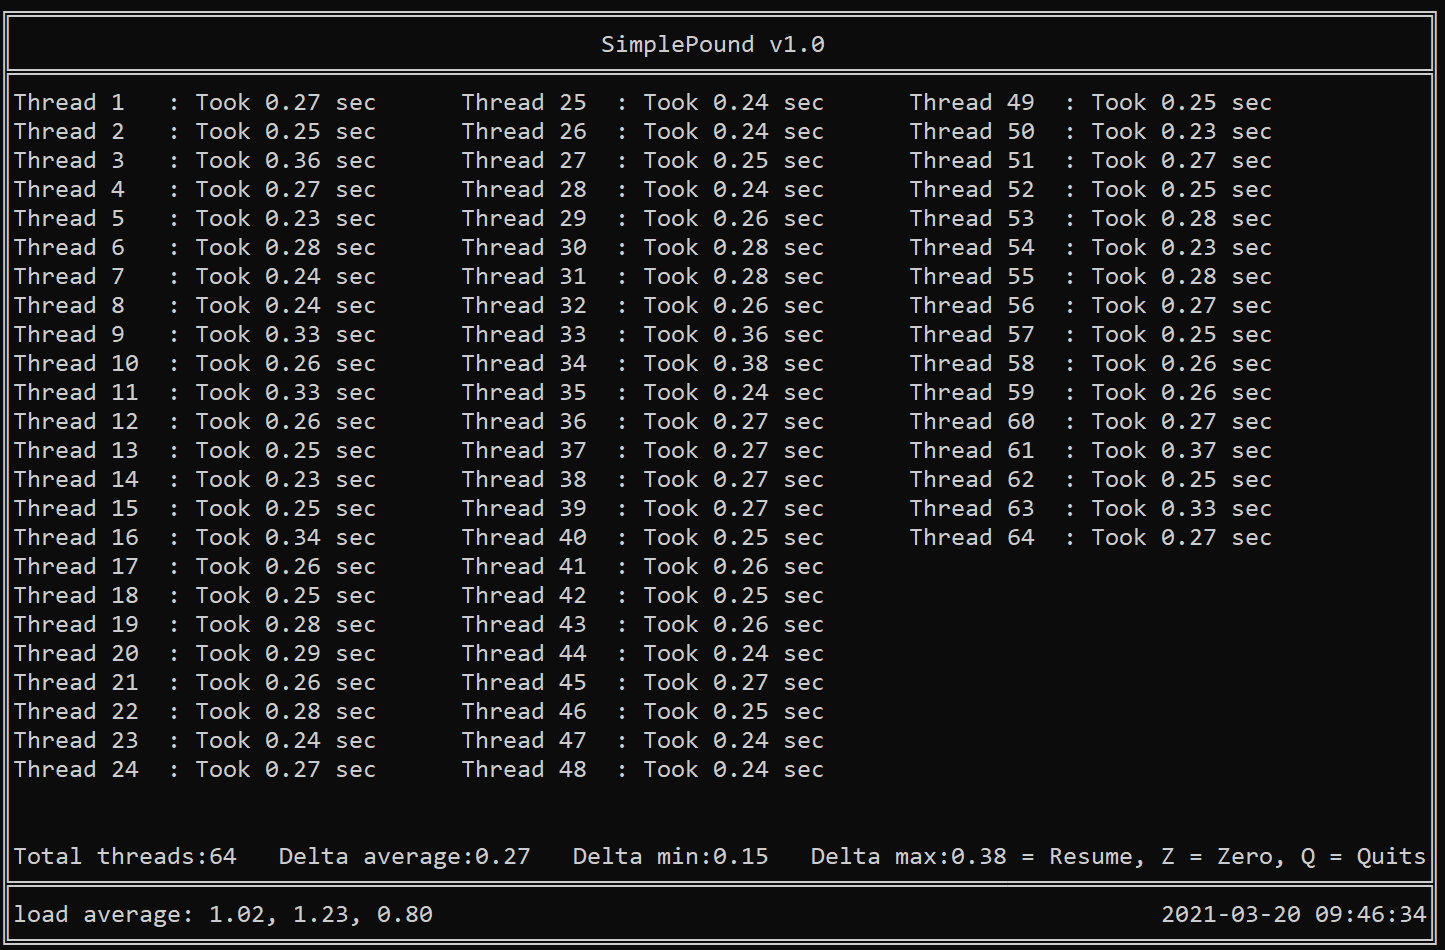 SimplePound v1.0
Thread 1 : Took 0.27 sec Thread 25 : Took 0.24 sec Thread 49 : Took 0.25 sec
Thread 2 : Took 0.25 sec Thread 26 : Took 0.24 sec Thread 50 : Took 0.23 sec
Thread 3 : Took 0.36 sec Thread 27 : Took 0.25 sec Thread 51 : Took 0.27 sec
Thread 4 : Took 0.27 sec Thread 28 : Took 0.24 sec Thread 52 : Took 0.25 sec
Thread 5 : Took 0.23 sec Thread 29 : Took 0.26 sec Thread 53 : Took 0.28 sec
Thread 6 : Took 0.28 sec Thread 30 : Took 0.28 sec Thread 54 : Took 0.23 sec
Thread 7 : Took 0.24 sec Thread 31 : Took 0.28 sec Thread 55 : Took 0.28 sec
Thread 8 : Took 0.24 sec Thread 32 : Took 0.26 sec Thread 56 : Took 0.27 sec
Thread 9 : Took 0.33 sec Thread 33 : Took 0.36 sec Thread 57 : Took 0.25 sec
Thread 10 : Took 0.26 sec Thread 34 : Took 0.38 sec Thread 58 : Took 0.26 sec
Thread 11 : Took 0.33 sec Thread 35 : Took 0.24 sec Thread 59 : Took 0.26 sec
Thread 12 : Took 0.26 sec Thread 36 : Took 0.27 sec Thread 60 : Took 0.27 sec
Thread 13 : Took 0.25 sec Thread 37 : Took 0.27 sec Thread 61 : Took 0.37 sec
Thread 14 : Took 0.23 sec Thread 38 : Took 0.27 sec Thread 62 : Took 0.25 sec
Thread 15 : Took 0.25 sec Thread 39 : Took 0.27 sec Thread 63 : Took 0.33 sec
Thread 16 : Took 0.34 sec Thread 40 : Took 0.25 sec Thread 64 : Took 0.27 sec
Thread 17 : Took 0.26 sec Thread 41 : Took 0.26 sec
Thread 18 : Took 0.25 sec Thread 42 : Took 0.25 sec
Thread 19 : Took 0.28 sec Thread 43 : Took 0.26 sec
Thread 20 : Took 0.29 sec Thread 44 : Took 0.24 sec
Thread 21 : Took 0.26 sec Thread 45 : Took 0.27 sec
Thread 22 : Took 0.28 sec Thread 46 : Took 0.25 sec
Thread 23 : Took 0.24 sec Thread 47 : Took 0.24 sec
Thread 24 : Took 0.27 sec Thread 48 : Took 0.24 sec
Total threads:64 Delta average:0.27 Delta min:0.15 Delta max:0.38 = Resume, Z = Zero, Q = Quits
load average: 1.02, 1.23, 0.80 2021-03-20 09:46:34